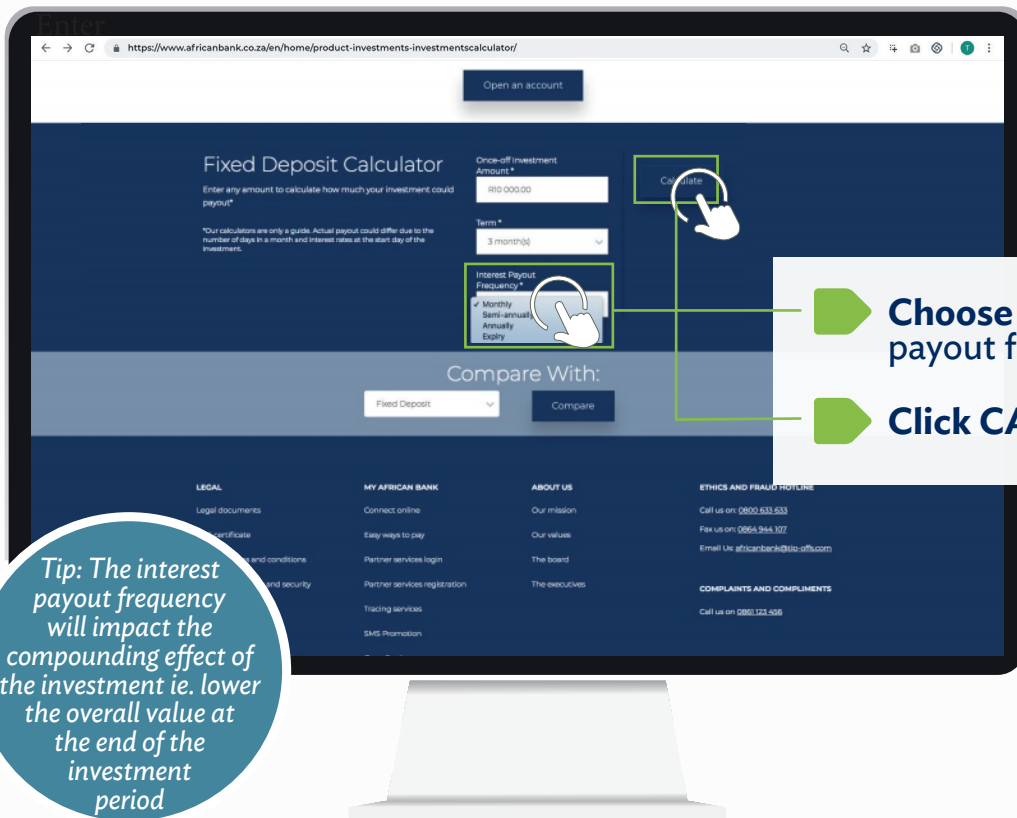 Enter
https://www.africanbank.co.za/en/home/product-investments-investmentscalculator/
T
Open an account
Fixed Deposit Calculator
Enter any amount to calculate how much your investment could
payout*
*Our calculators are only a guide. Actual payout could differ due to the
number of days in a month and interest rates at the start day of the
investment.
Once-off Investment
Amount *
R10 000.00
Term *
3 month(s)
Interest Payout
Frequency *
✓ Monthly
Semi-annually
Annually
Expiry
Calculate
Choose
payout f
Click CA
Compare With:
Fixed Deposit
Compare
LEGAL
Legal documents
certificate
and conditions
and security
MY AFRICAN BANK
Connect online
Easy ways to pay
Partner services login
Partner services registration
Tracing services
SMS Promotion
ABOUT US
Our mission
Our values
The board
The executives
ETHICS AND FRAUD HOTLINE
Call us on: 0800 633 633
Fax us on: 0864 944 107
Email Us: africanbank@tip-offs.com
COMPLAINTS AND COMPLIMENTS
Call us on 0861 123 456
Tip: The interest
payout frequency
will impact the
compounding effect of
the investment ie. lower
the overall value at
the end of the
investment
period